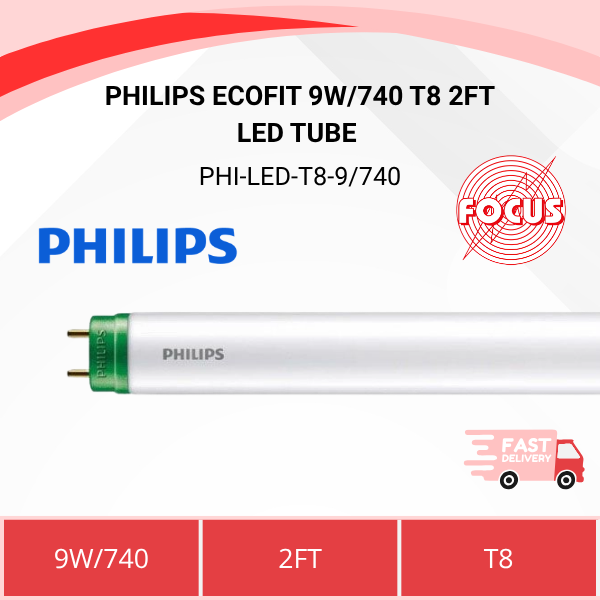 PHILIPS ECOFIT 9W/740 T8 2FT
LED TUBE
PHI-LED-T8-9/740
FOCUS
PHILIPS
PHILIPS
PHILIPS
FAST
DELIVERY
9W/740
2FT
T8